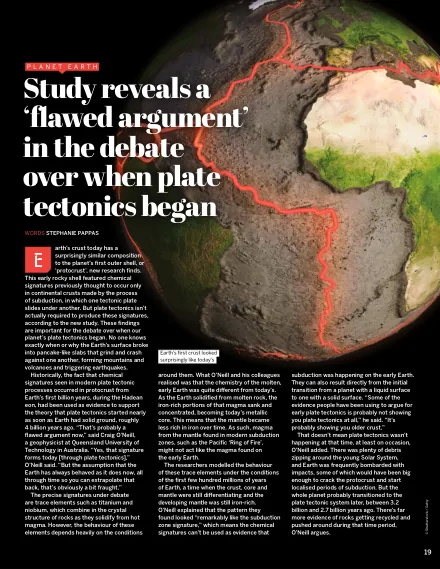 PLANET EARTH
Study reveals a
‘flawed argument’
in the debate
over when plate
tectonics began
WORDS STEPHANIE PAPPAS
Earth's crust today has a
surprisingly similar composition
to the planet's first outer shell, or
'protocrust', new research finds.
This early rocky shell featured chemical
signatures previously thought to occur only
in continental crusts made by the process
of subduction, in which one tectonic plate
slides under another. But plate tectonics isn't
actually required to produce these signatures,
according to the new study. These findings
are important for the debate over when our
planet's plate tectonics began. No one knows
exactly when or why the Earth's surface broke
into pancake-like slabs that grind and crash
against one another, forming mountains and
volcanoes and triggering earthquakes.
Historically, the fact that chemical
signatures seen in modern plate tectonic
processes also occurred in protocrust from
Earth's first billion years, during the Hadean
eon, had been used as evidence to support
the theory that plate tectonics started nearly
as soon as Earth had solid ground, roughly
4 billion years ago. "That's probably a
flawed argument now," said Craig O'Neill,
a geophysicist at Queensland University of
Technology in Australia. "Yes, that signature
forms today [through plate tectonics],"
O'Neill said. "But the assumption that the
Earth has always behaved as it does now, all
through time so you can extrapolate that
back, that's obviously a bit fraught."
The precise signatures under debate
are trace elements such as titanium and
niobium, which combine in the crystal
structure of rocks as they solidify from hot
magma. However, the behaviour of these
elements depends heavily on the conditions
Earth's first crust looked
surprisingly like today's
around them. What O'Neill and his colleagues
realised was that the chemistry of the molten,
early Earth was quite different from today's.
As the Earth solidified from molten rock, the
iron-rich portions of that magma sank and
concentrated, becoming today's metallic
core. This means that the mantle became
less rich in iron over time. As such, magma
from the mantle found in modern subduction
zones, such as the Pacific 'Ring of Fire',
might not act like the magma found on
the early Earth.
The researchers modelled the behaviour
of these trace elements under the conditions
of the first few hundred millions of years
of Earth, a time when the crust, core and
mantle were still differentiating and the
developing mantle was still iron-rich.
O'Neill explained that the pattern they
found looked "remarkably like the subduction
zone signature," which means the chemical
signatures can't be used as evidence that
subduction was happening on the early Earth.
They can also result directly from the initial
transition from a planet with a liquid surface
to one with a solid surface. "Some of the
evidence people have been using to argue for
early plate tectonics is probably not showing
you plate tectonics at all," he said. "It's
probably showing you older crust."
That doesn't mean plate tectonics wasn't
happening at that time, at least on occasion,
O'Neill added. There was plenty of debris
zipping around the young Solar System,
and Earth was frequently bombarded with
impacts, some of which would have been big
enough to crack the protocrust and start
localised periods of subduction. But the
whole planet probably transitioned to the
plate tectonic system later, between 3.2
billion and 2.7 billion years ago. There's far
more evidence of rocks getting recycled and
pushed around during that time period,
O'Neill argues.
19